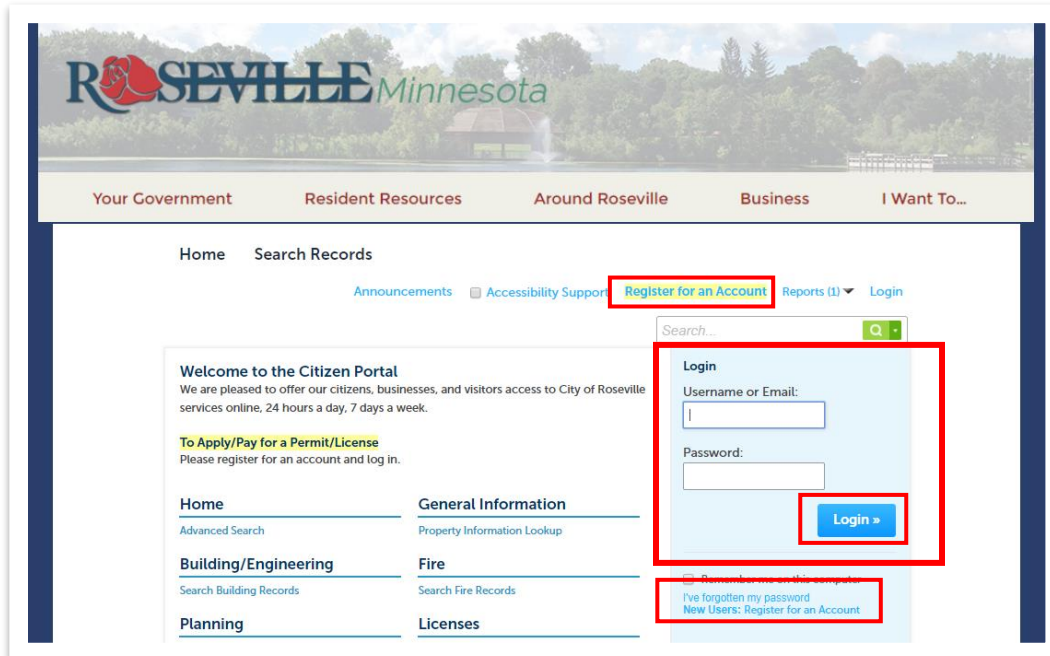 ROSEVILLE Minnesota
Your Government Resident Resources Around Roseville Business I Want To...
Home Search Records
Announcements Accessibility Support Register for an Account Reports (1) Login
Search...
Welcome to the Citizen Portal
We are pleased to offer our citizens, businesses, and visitors access to City of Roseville
services online, 24 hours a day, 7 days a week.
To Apply/Pay for a Permit/License
Please register for an account and log in.
Home General Information
Advanced Search Property Information Lookup
Building/Engineering Fire
Search Building Records Search Fire Records
Planning Licenses
Login
Username or Email:
Password:
Login »
Remember me on this computer
I've forgotten my password
New Users: Register for an Account